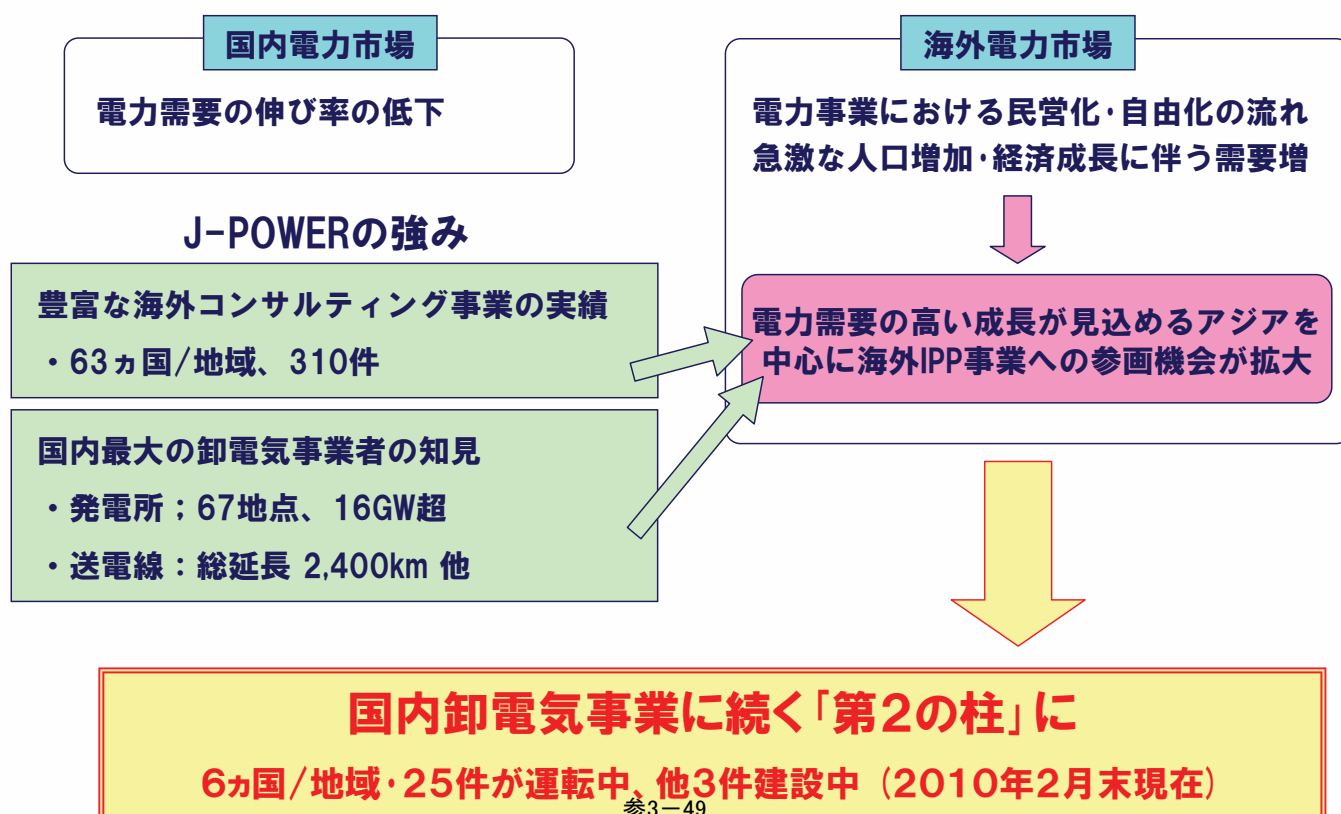 国内電力市場
電力需要の伸び率の低下
海外電力市場
電力事業における民営化・自由化の流れ
急激な人口増加・経済成長に伴う需要増
J-POWERの強み
豊富な海外コンサルティング事業の実績
・63ヵ国/地域、310件
国内最大の卸電気事業者の知見
・発電所；67地点、16GW超
・送電線：総延長 2,400km 他
電力需要の高い成長が見込めるアジアを
中心に海外IPP事業への参画機会が拡大
国内卸電気事業に続く「第2の柱」に
6ヵ国/地域・25件が運転中、他3件建設中（2010年2月末現在）
参3－49